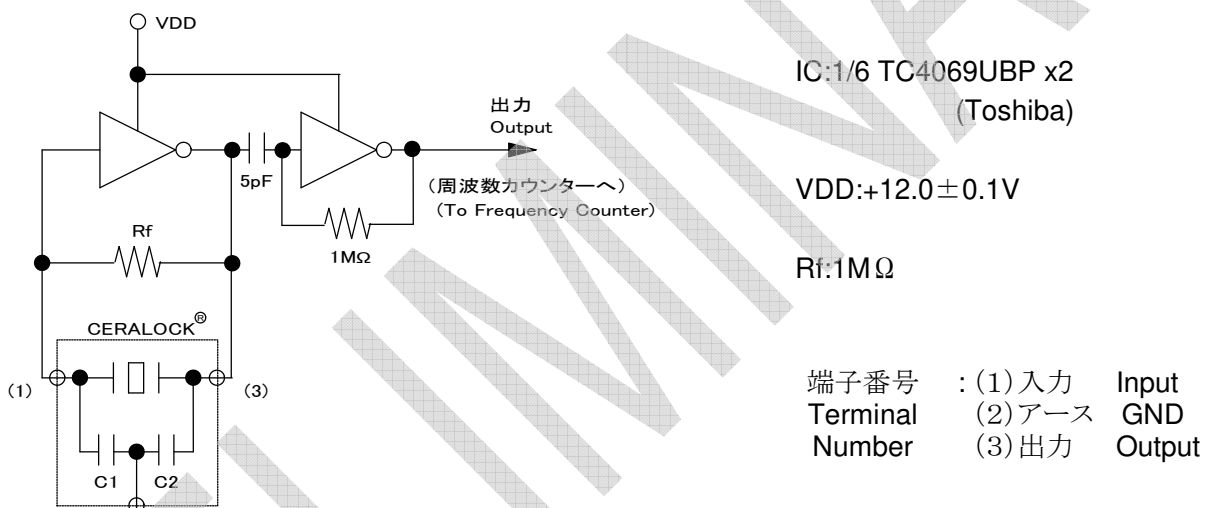 VDD
出力
Output
5pF
(周波数カウンターへ)
(To Frequency Counter)
1MΩ
Rf
CERALOCK®
(1)
(3)
C1
C2
IC:1/6 TC4069UBP x2
(Toshiba)
VDD:+12.0±0.1V
Rf:1MΩ
端子番号 :(1)入力 Input
Terminal (2)アース GND
Number (3)出力 Output